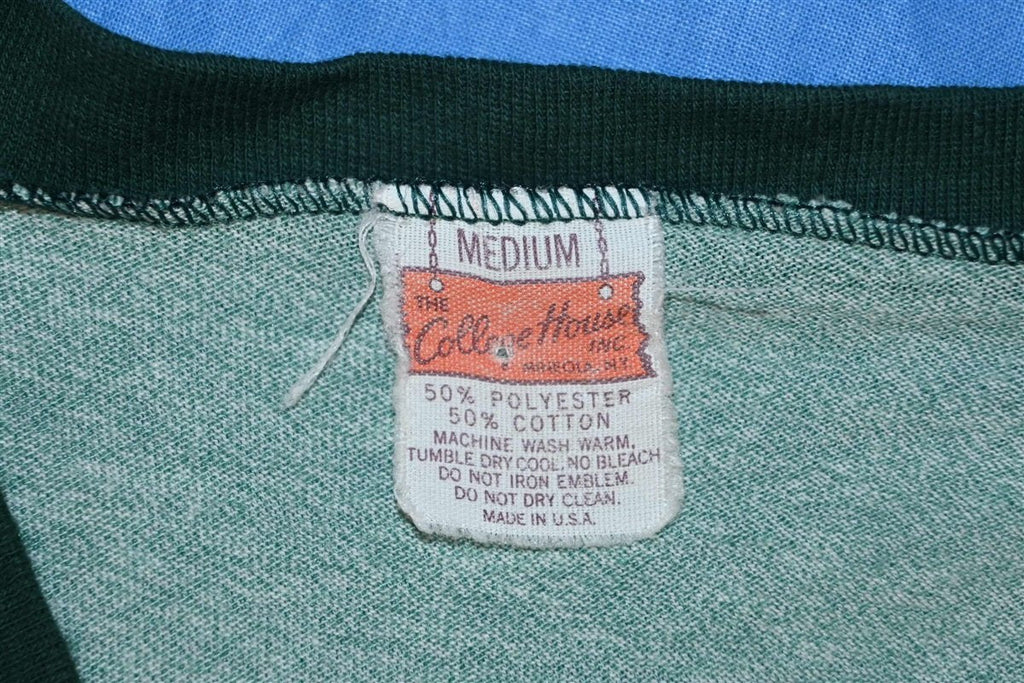 MEDIUM
THE
College House
INC
MINEOLA, N.Y.
50% POLYESTER
50% COTTON
MACHINE WASH WARM,
TUMBLE DRY COOL, NO BLEACH
DO NOT IRON EMBLEM.
DO NOT DRY CLEAN.
MADE IN U.S.A.